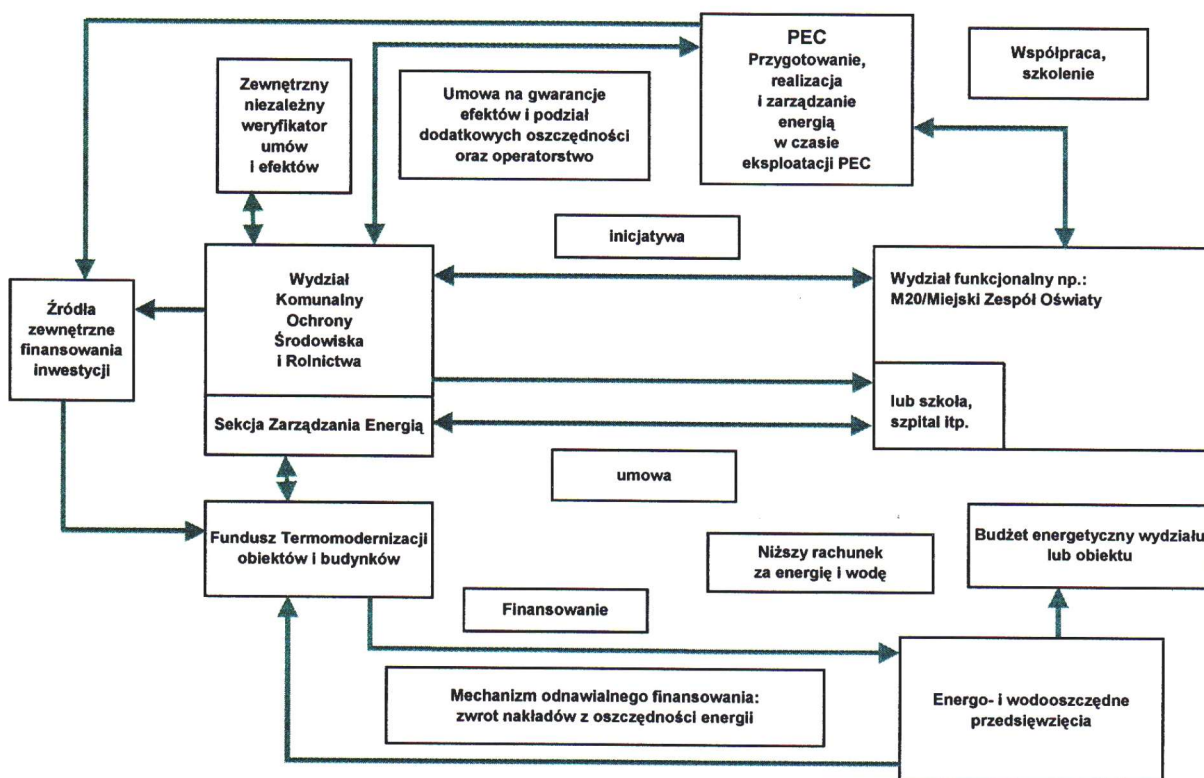 PEC
Przygotowanie,
realizacja
i zarządzanie
energią
w czasie
eksploatacji PEC
Współpraca,
szkolenie
Zewnętrzny
niezależny
weryfikator
umów
i efektów
Umowa na gwarancje
efektów i podział
dodatkowych oszczędności
oraz operatorstwo
inicjatywa
Źródła
zewnętrzne
finansowania
inwestycji
Wydział
Komunalny
Ochrony
Środowiska
i Rolnictwa
Sekcja Zarządzania Energią
Wydział funkcjonalny np.:
M20/Miejski Zespół Oświaty
lub szkoła,
szpital itp.
umowa
Fundusz Termomodernizacji
obiektów i budynków
Niższy rachunek
za energię i wodę
Budżet energetyczny wydziału
lub obiektu
Finansowanie
Mechanizm odnawialnego finansowania:
zwrot nakładów z oszczędności energii
Energo- i wodooszczędne
przedsięwzięcia